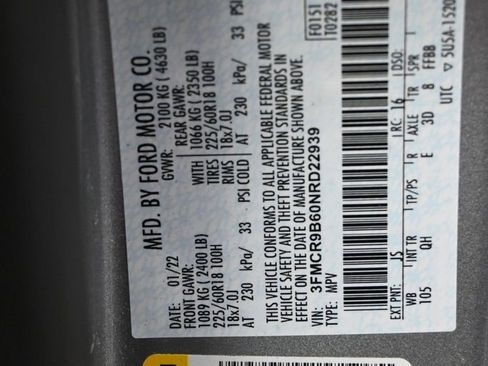 MFD. BY FORD MOTOR CO.
DATE: 01/22
GVWR:
2100 KG ( 4630 LB)
FRONT GAWR:
REAR GAWR:
1089 KG ( 2400 LB)
WITH
1066 KG ( 2350 LB)
225/60R18 100H
TIRES
225/60R18 100H
18x7.0J
RIMS
18x7.0J
AT 230 kPa/ 33 PSI COLD
AT 230 kPa/ 33 PSI
THIS VEHICLE CONFORMS TO ALL APPLICABLE FEDERAL MOTOR
VEHICLE SAFETY AND THEFT PREVENTION STANDARDS IN
EFFECT ON THE DATE OF MANUFACTURE SHOWN ABOVE.
F0151
T0282
VIN: 3FMCR9B60NRD22939
TYPE: MPV
EXT PNT: JS
RC: 16
DSO:
WB
INT TR
TP/PS
R
AXLE
TR
SPR
T05
QH
E
3D
8
FFBB
UTC
5U5A-1520